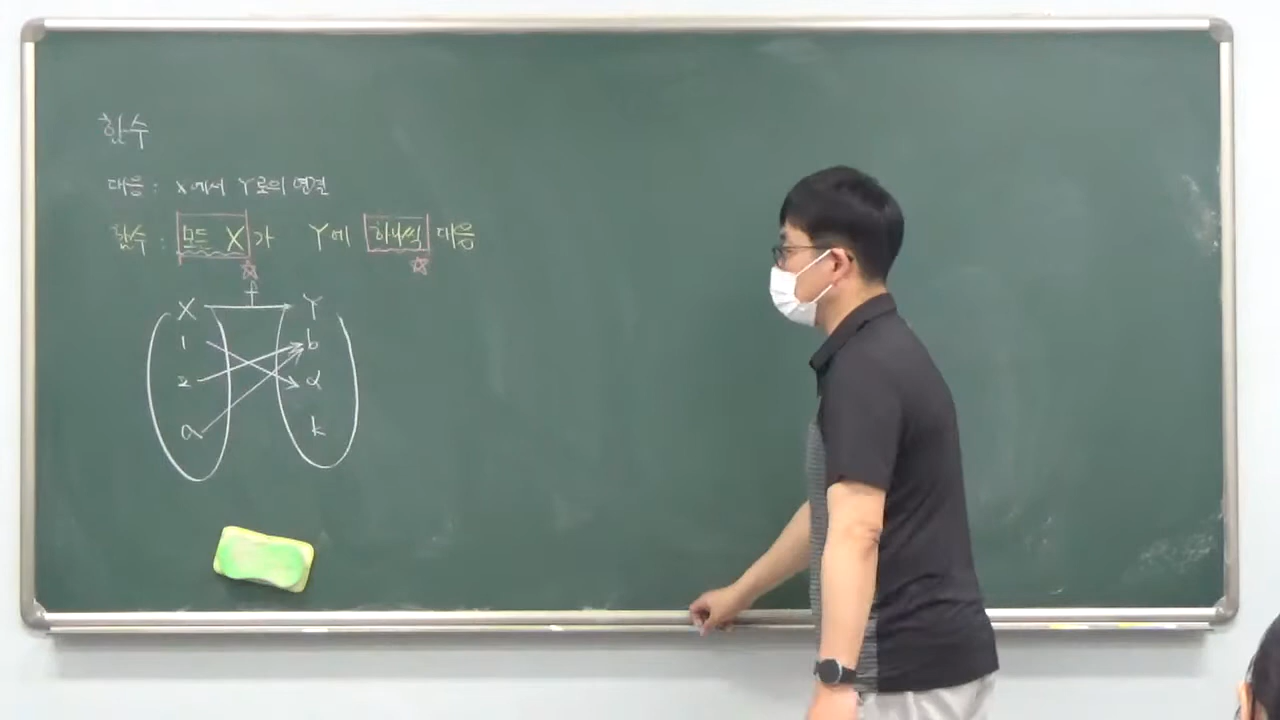 함수
대응 : X에서 Y로의 연결
함수 : 모든 X가 Y에 하나씩 대응
f
X Y
1 b
2 d
a k